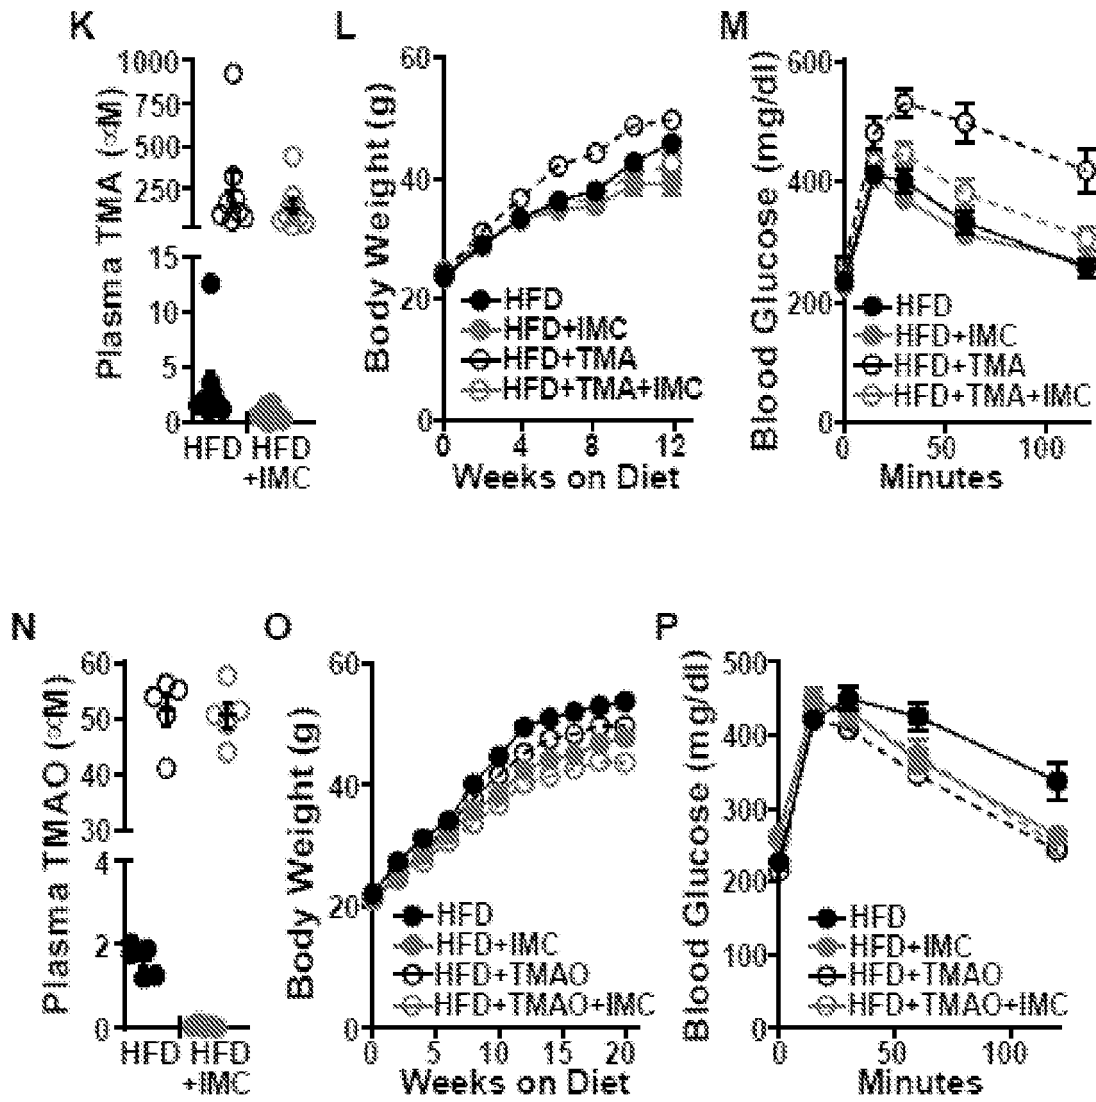 K
Plasma TMA (∝M)
1000
750
500
250
15
10
5
0
HFD HFD
+IMC
L
Body Weight (g)
60
40
20
0
HFD
HFD+IMC
HFD+TMA
HFD+TMA+IMC
0 4 8 12
Weeks on Diet
M
Blood Glucose (mg/dl)
600
400
200
0
HFD
HFD+IMC
HFD+TMA
HFD+TMA+IMC
0 50 100
Minutes
N
Plasma TMAO (∝M)
60
50
40
30
4
2
0
HFD HFD
+IMC
O
Body Weight (g)
60
40
20
0
HFD
HFD+IMC
HFD+TMAO
HFD+TMAO+IMC
0 5 10 15 20
Weeks on Diet
P
Blood Glucose (mg/dl)
500
400
300
200
100
0
HFD
HFD+IMC
HFD+TMAO
HFD+TMAO+IMC
0 50 100
Minutes